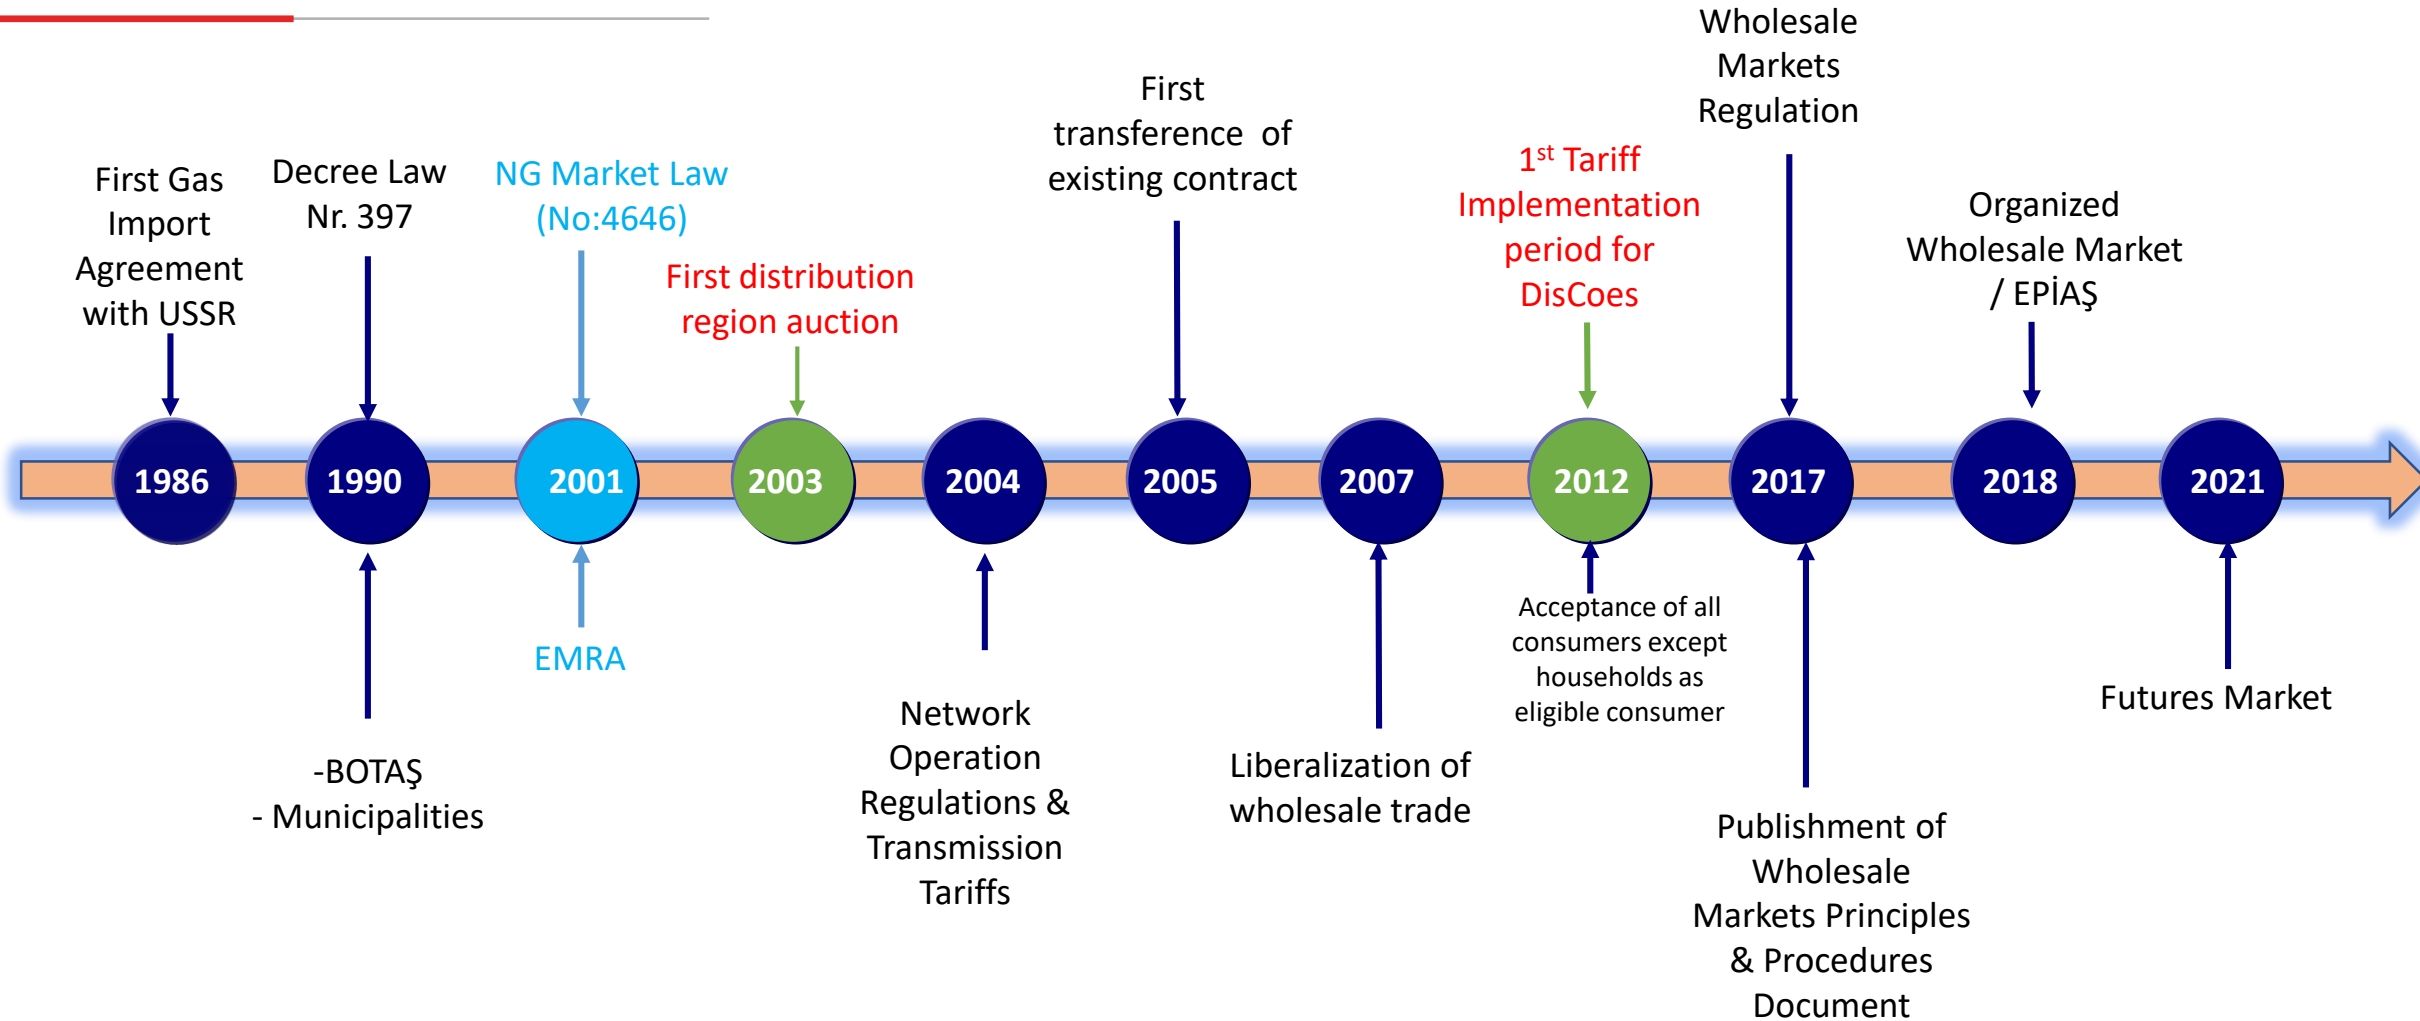 First Gas
Import
Agreement
with USSR
Decree Law
Nr. 397
NG Market Law
(No:4646)
First distribution
region auction
First
transference of
existing contract
1st Tariff
Implementation
period for
DisCoes
Wholesale
Markets
Regulation
Organized
Wholesale Market
/ EPİAŞ
1986
1990
2001
2003
2004
2005
2007
2012
2017
2018
2021
-BOTAŞ
- Municipalities
EMRA
Network
Operation
Regulations &
Transmission
Tariffs
Liberalization of
wholesale trade
Acceptance of all
consumers except
households as
eligible consumer
Publishment of
Wholesale
Markets Principles
& Procedures
Document
Futures Market